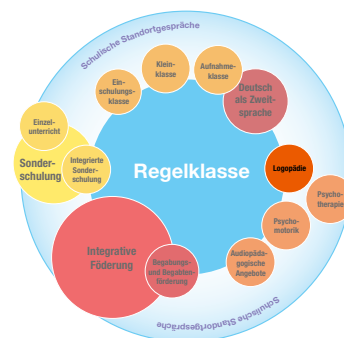 Schulische Standortgespräche
Klein-
klasse
Aufnahme-
klasse
Ein-
schulungs-
klasse
Deutsch
als Zweit-
sprache
Einzel-
unterricht
Sonder-
schulung
Integrierte
Sonder-
schulung
Regelklasse
Logopädie
Psycho-
therapie
Psycho-
motorik
Integrative
Föderung
Begabungs-
und Begabten-
förderung
Audiopäda-
gogische
Angebote
Schulische Standortgespräche